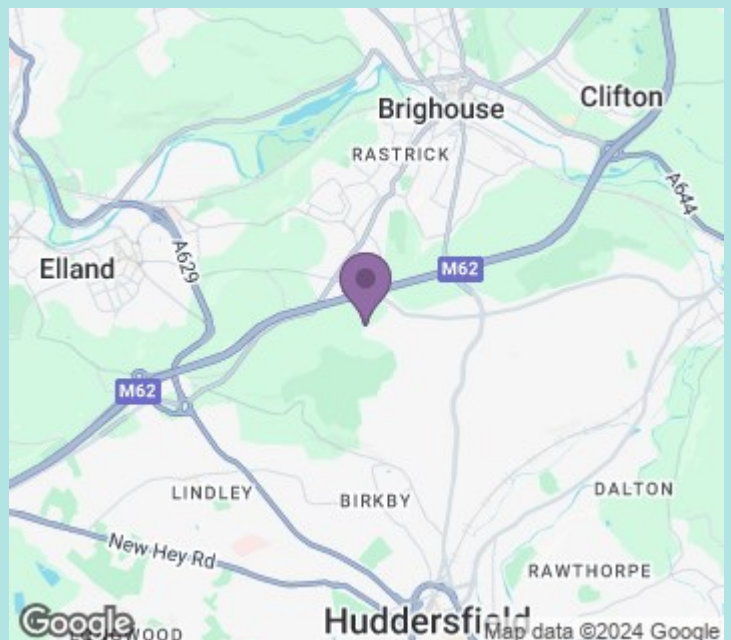 Brighouse
Clifton
RASTRICK
A644
Elland
A629
M62
M62
LINDLEY
BIRKBY
DALTON
New Hey Rd
RAWTHORPE
Huddersfield
Google
Map data ©2024 Google